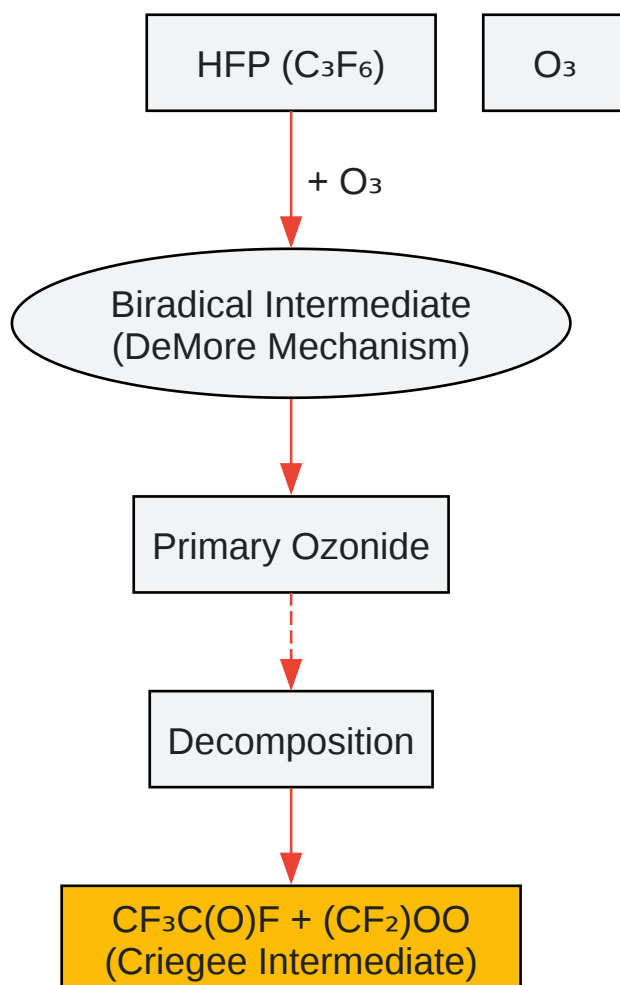 HFP (C₃F₆)
O₃
+ O₃
Biradical Intermediate
(DeMore Mechanism)
Primary Ozonide
Decomposition
CF₃C(O)F + (CF₂)OO
(Criegee Intermediate)